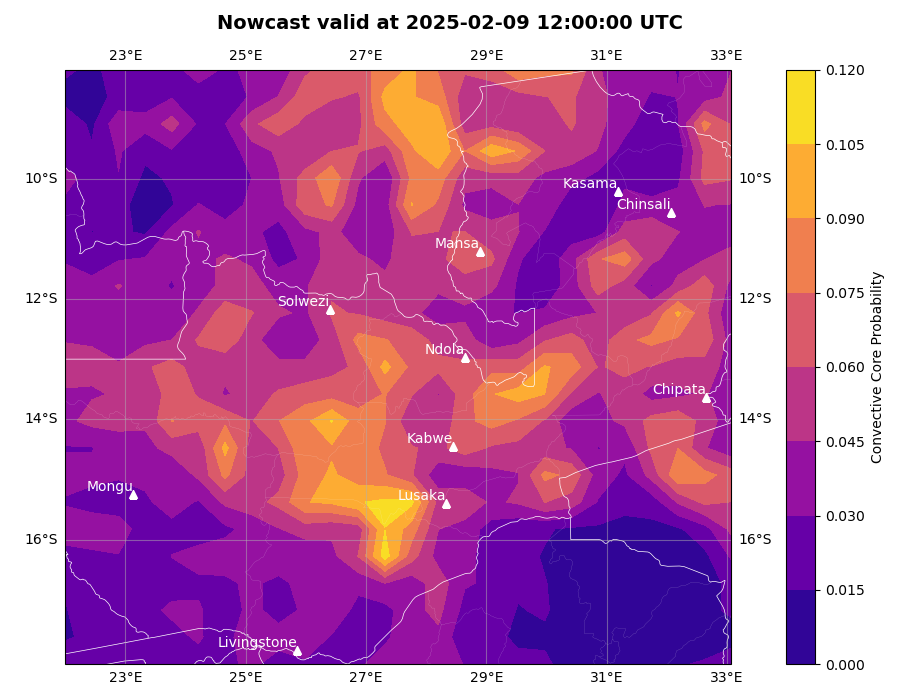 Nowcast valid at 2025-02-09 12:00:00 UTC
23°E 25°E 27°E 29°E 31°E 33°E
0.120
0.105
10°S Kasama 10°S
Chinsali
0.090
Mansa
0.075
12°S Solwezi 12°S
Ndola
0.060
Chipata
14°S 14°S
Kabwe
0.045
Mongu
Lusaka
0.030
16°S 16°S
0.015
Livingstone
0.000
23°E 25°E 27°E 29°E 31°E 33°E
Convective Core Probability